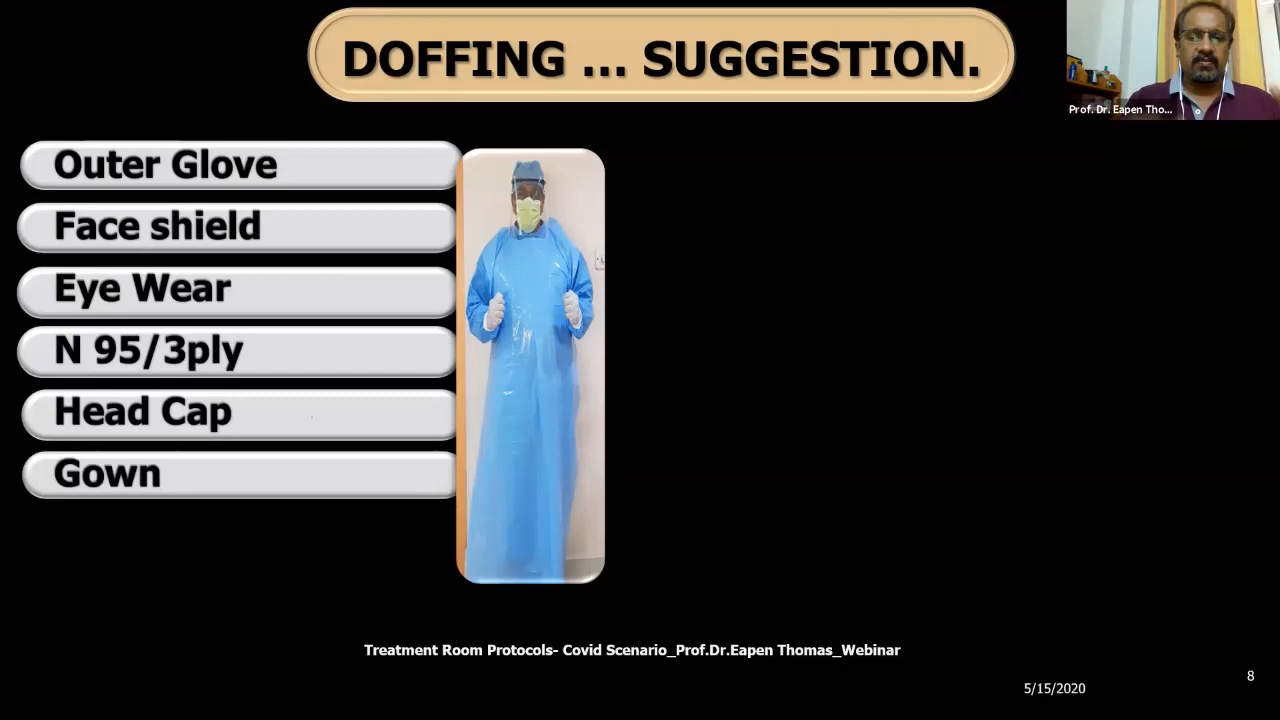 DOFFING ... SUGGESTION.
Prof. Dr. Eapen Tho...
Outer Glove
Face shield
Eye Wear
N 95/3ply
Head Cap
Gown
Treatment Room Protocols- Covid Scenario_Prof.Dr.Eapen Thomas_Webinar
8
5/15/2020